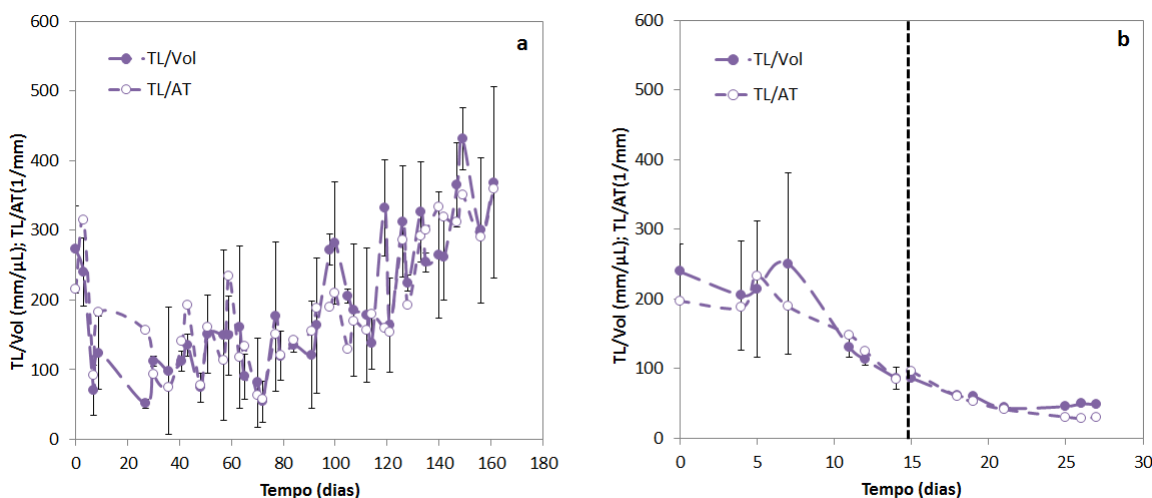 a
TL/Vol (mm/µL); TL/AT(1/mm)
600
500
400
300
200
100
0
TL/Vol
TL/AT
0 20 40 60 80 100 120 140 160 180
Tempo (dias)
b
TL/Vol (mm/µL); TL/AT(1/mm)
600
500
400
300
200
100
0
TL/Vol
TL/AT
0 5 10 15 20 25 30
Tempo (dias)